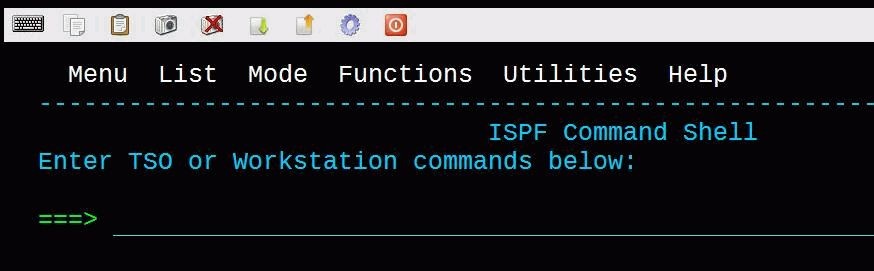 Menu List Mode Functions Utilities Help
------------------------------------------------------------
ISPF Command Shell
Enter TSO or Workstation commands below:
===>